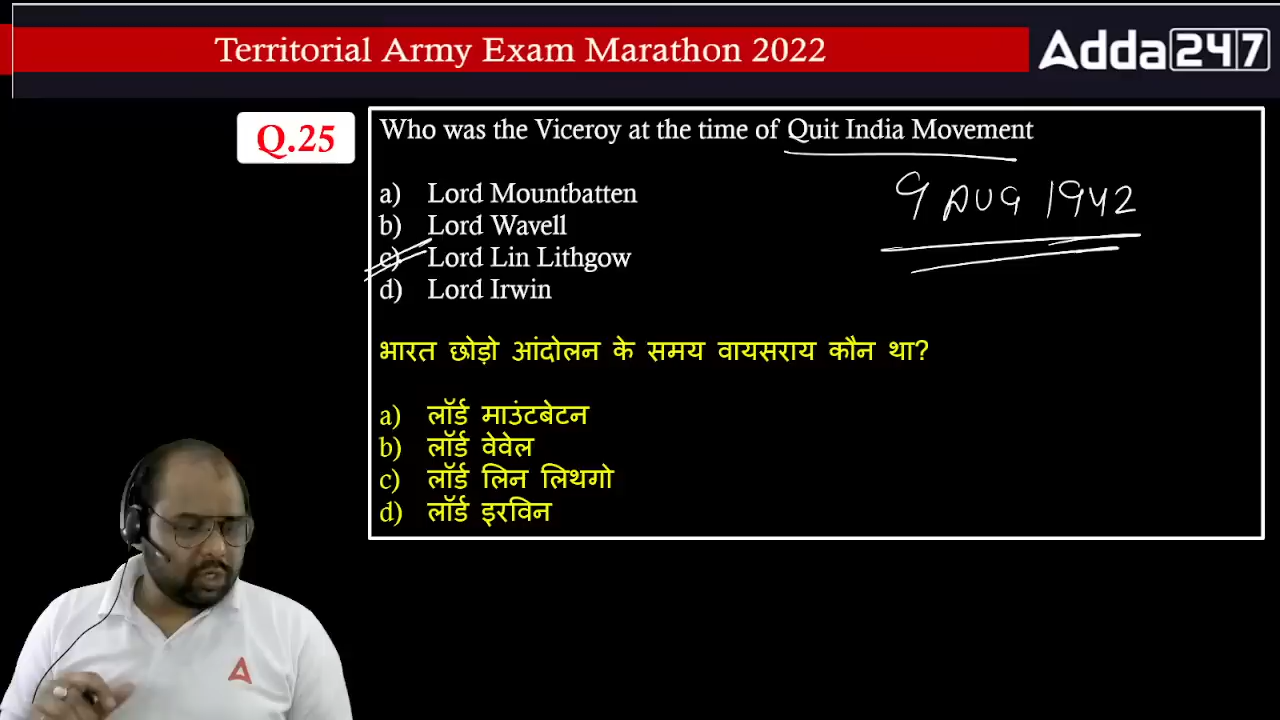 Territorial Army Exam Marathon 2022
Adda247
Q.25
Who was the Viceroy at the time of Quit India Movement
9 AUG 1942
a) Lord Mountbatten
b) Lord Wavell
c) Lord Lin Lithgow
d) Lord Irwin
भारत छोड़ो आंदोलन के समय वायसराय कौन था?
a) लॉर्ड माउंटबेटन
b) लॉर्ड वेवेल
c) लॉर्ड लिन लिथगो
d) लॉर्ड इरविन